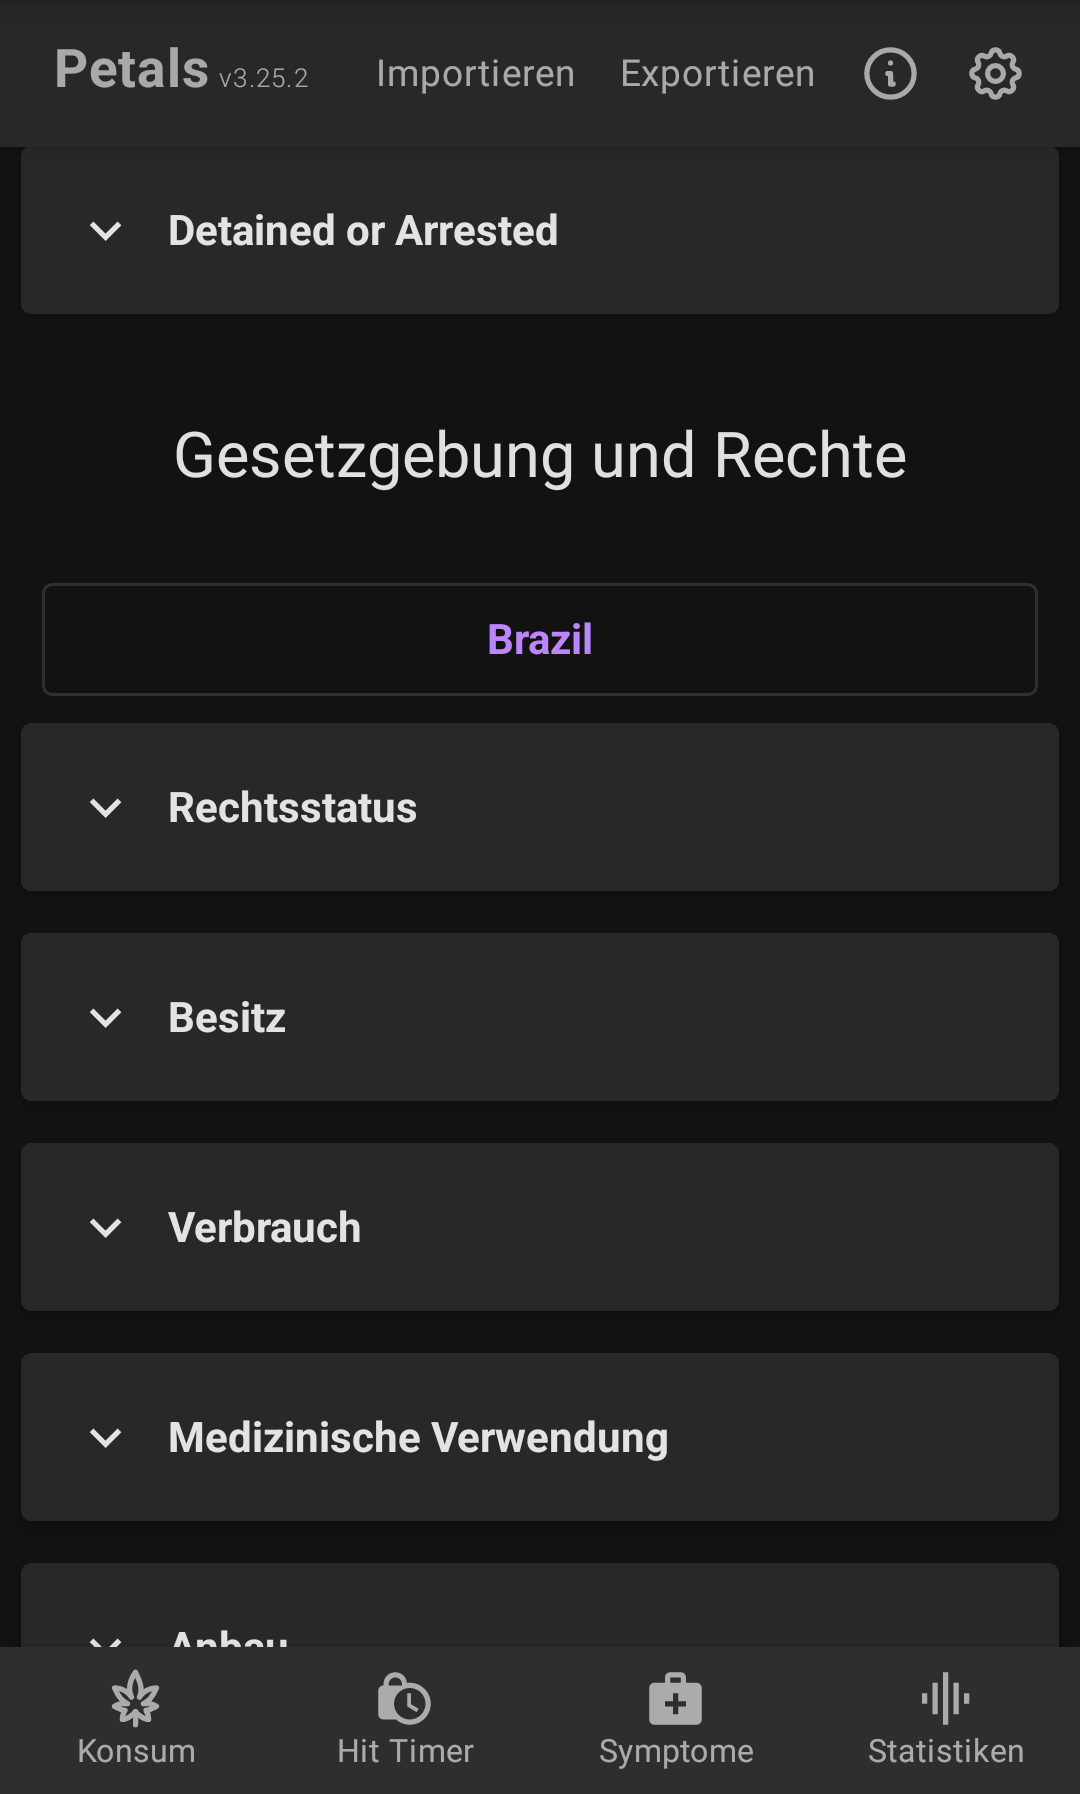 Petals v3.25.2 Importieren Exportieren
Detained or Arrested
Gesetzgebung und Rechte
Brazil
Rechtsstatus
Besitz
Verbrauch
Medizinische Verwendung
Anbau
Konsum Hit Timer Symptome Statistiken